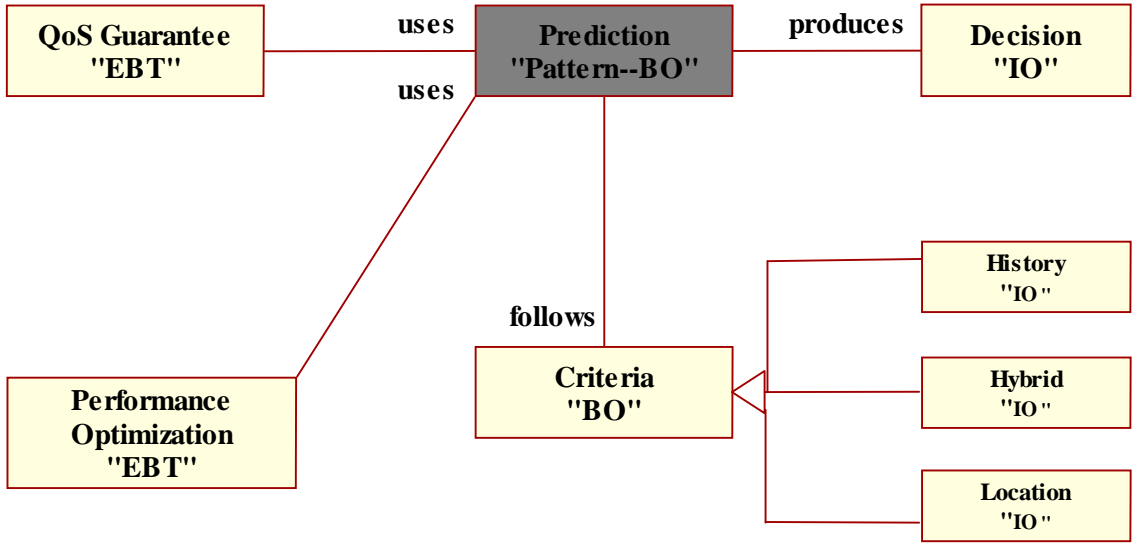 QoS Guarantee
"EBT"
uses
uses
Prediction
"Pattern--BO"
produces
Decision
"IO"
follows
Performance
Optimization
"EBT"
Criteria
"BO"
History
"IO"
Hybrid
"IO"
Location
"IO"